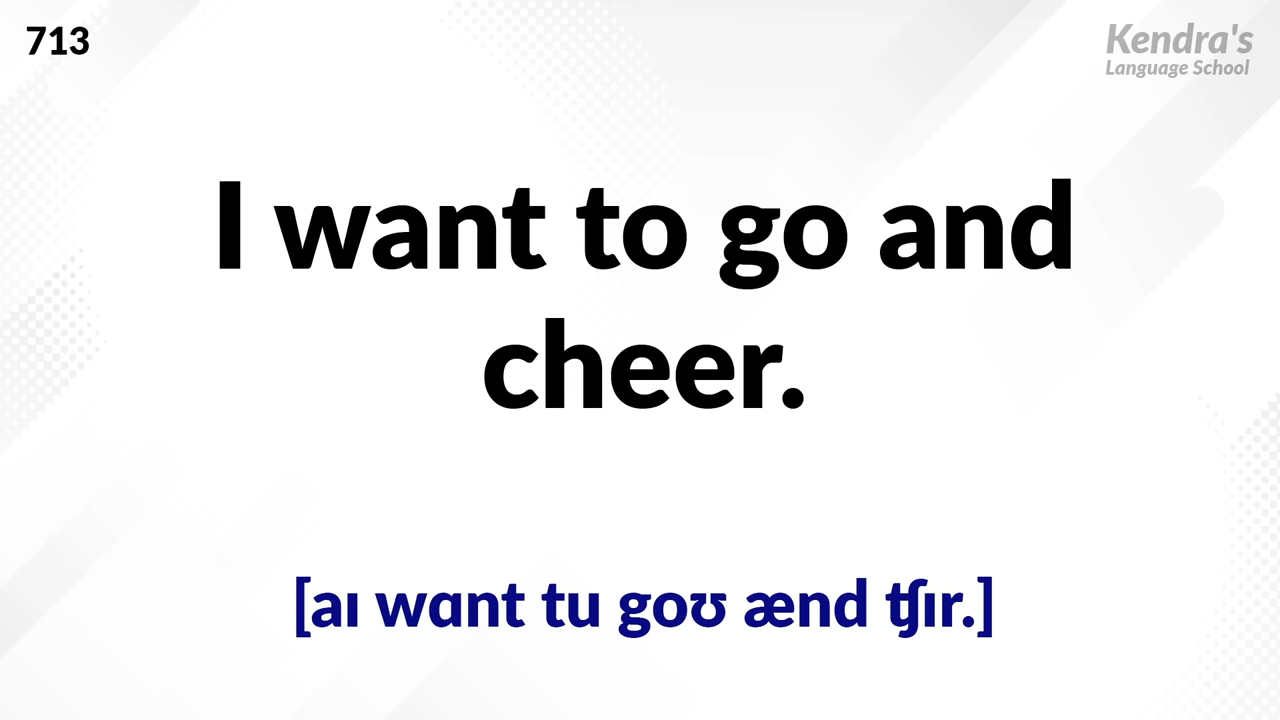 713
Kendra's
Language School
I want to go and
cheer.
[aɪ wɑnt tu goʊ ænd ʧɪr.]